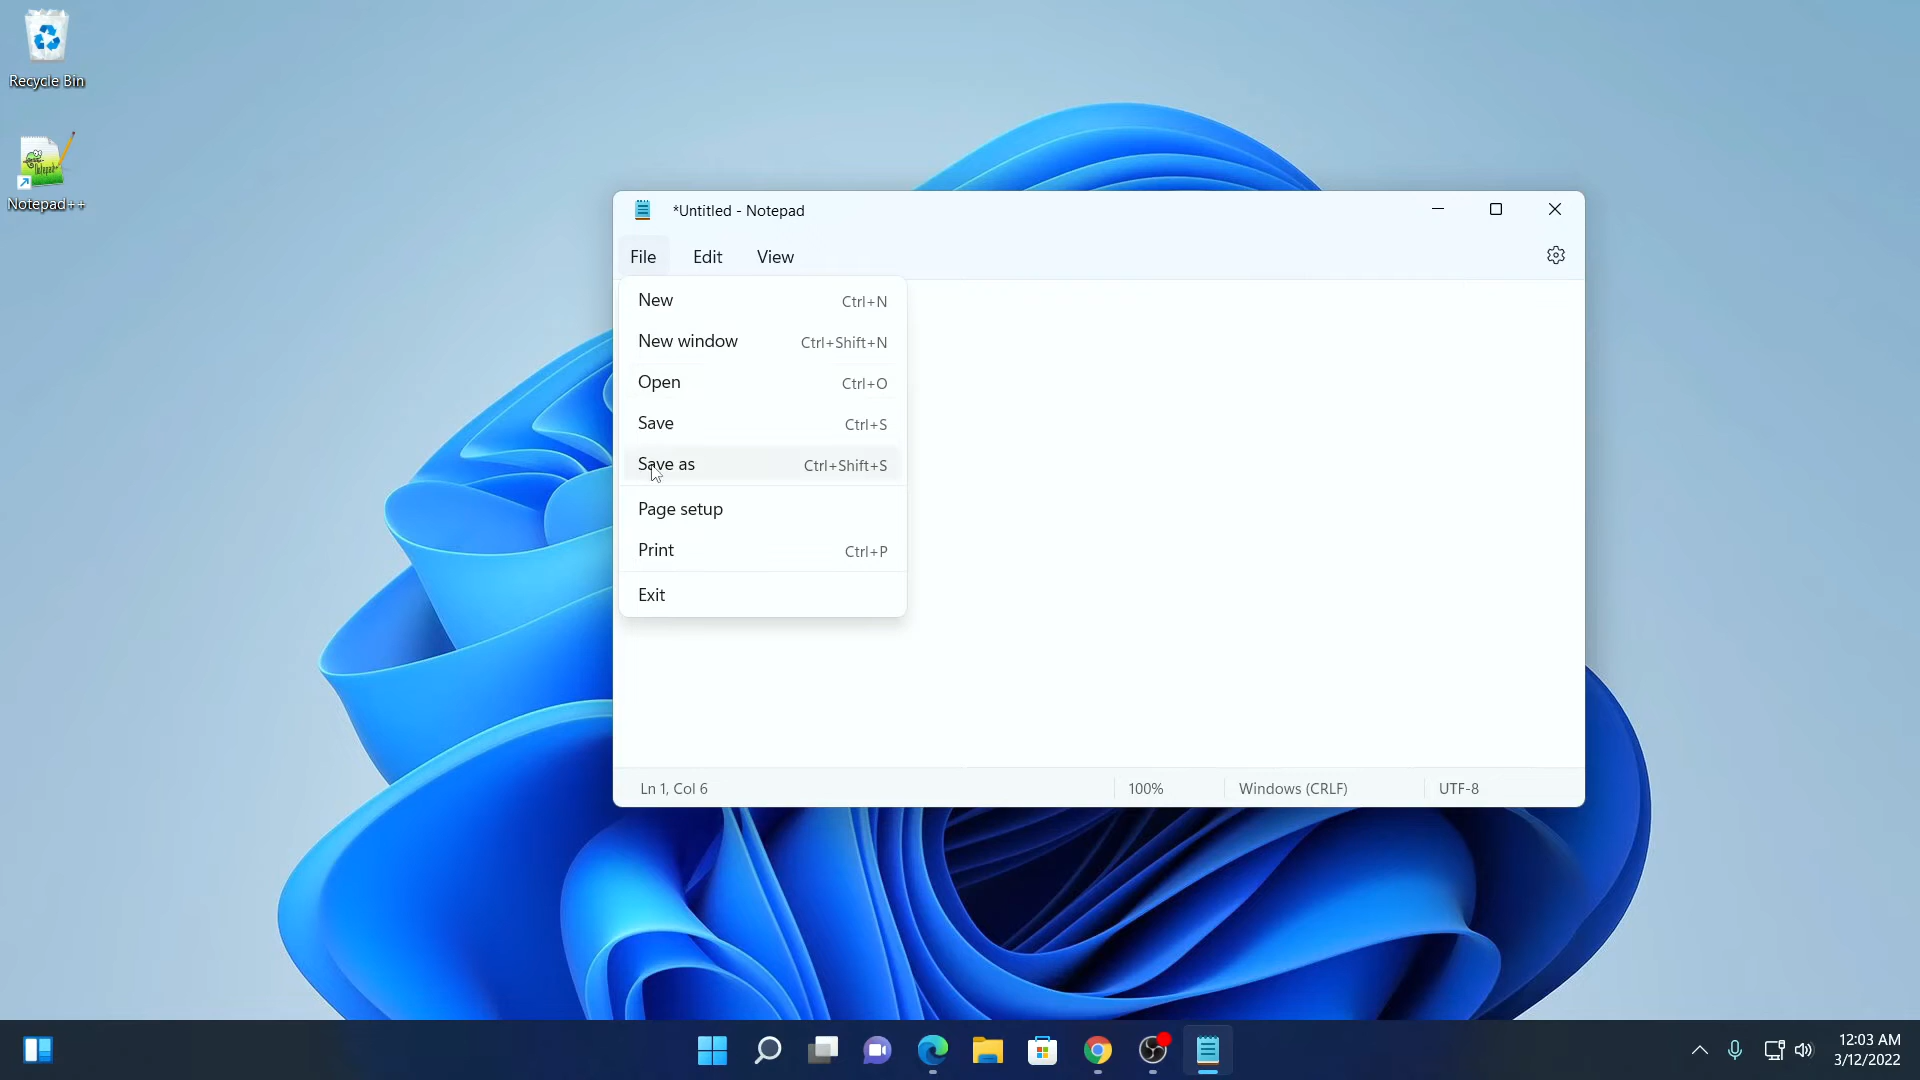 Recycle Bin
Notepad++
*Untitled - Notepad
File Edit View
New Ctrl+N
New window Ctrl+Shift+N
Open Ctrl+O
Save Ctrl+S
Save as Ctrl+Shift+S
Page setup
Print Ctrl+P
Exit
Ln 1, Col 6 100% Windows (CRLF) UTF-8
12:03 AM
3/12/2022